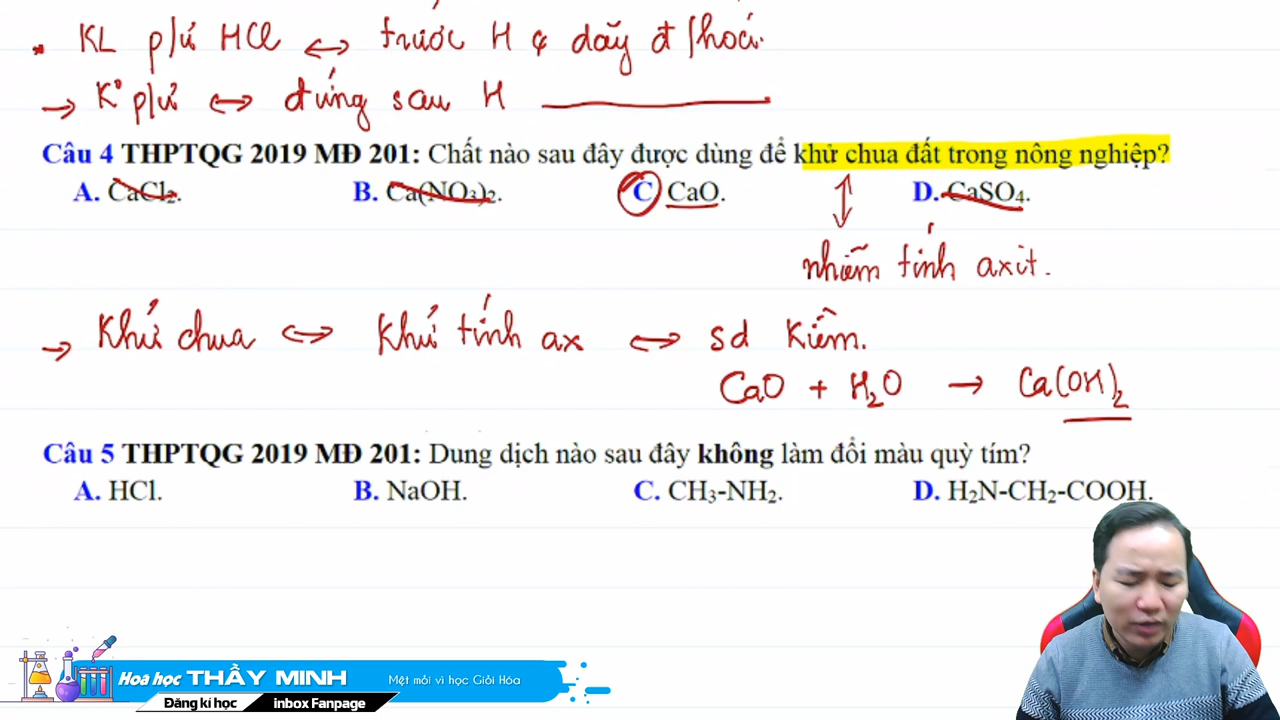 • KL p/ư HCl ⟷ trước H ¢ dãy đ/hoá.
→ K° p/ư ⟷ đứng sau H
Câu 4 THPTQG 2019 MĐ 201: Chất nào sau đây được dùng để khử chua đất trong nông nghiệp?
A. CaCl₂. B. Ca(NO₃)₂. C CaO. D. CaSO₄.
nhiễm tính axit.
→ Khử chua ⟷ Khử tính ax ⟷ sd Kiềm.
CaO + H₂O → Ca(OH)₂
Câu 5 THPTQG 2019 MĐ 201: Dung dịch nào sau đây không làm đổi màu quỳ tím?
A. HCl. B. NaOH. C. CH₃-NH₂. D. H₂N-CH₂-COOH.
Hoá học THẦY MINH Mệt mỏi vì học Giỏi Hóa
Đăng kí học inbox Fanpage